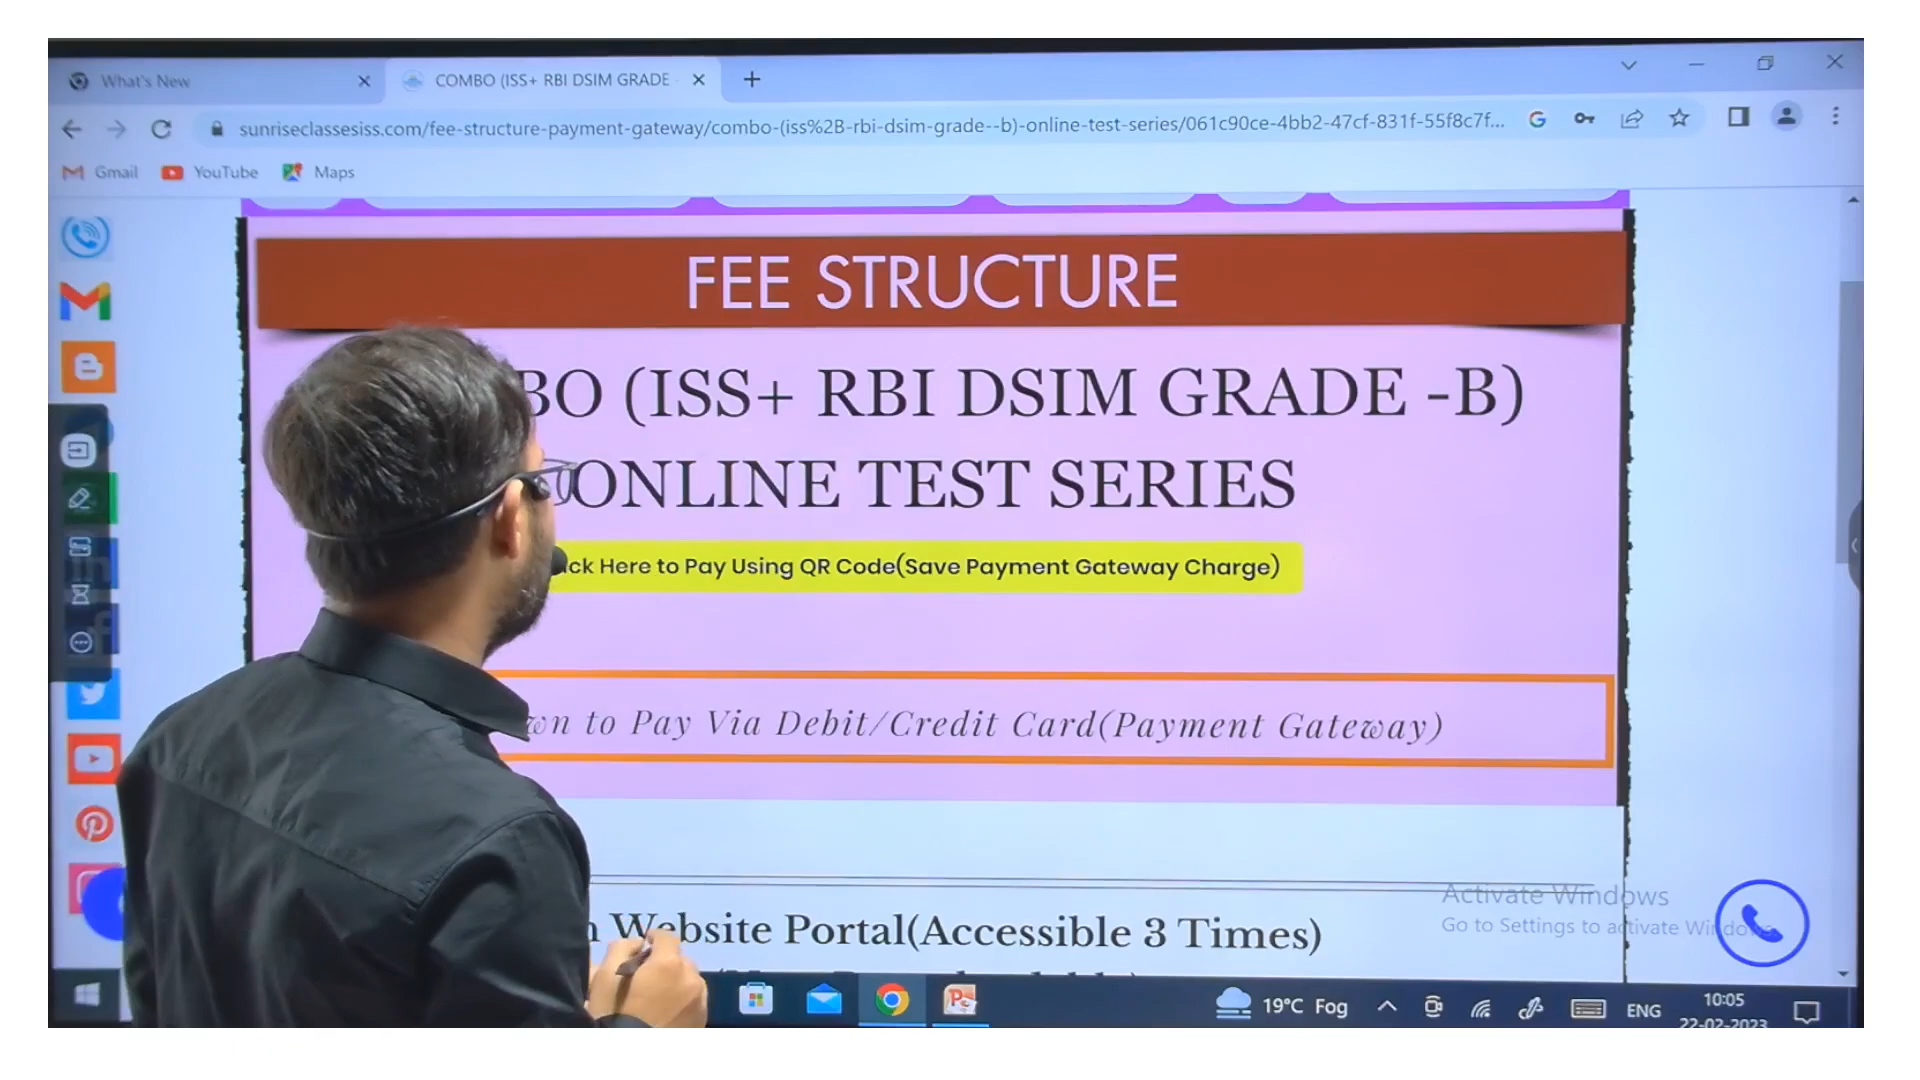 What's New
COMBO (ISS+ RBI DSIM GRADE
sunriseclassesiss.com/fee-structure-payment-gateway/combo-(iss%2B-rbi-dsim-grade--b)-online-test-series/061c90ce-4bb2-47cf-831f-55f8c7f...
Gmail YouTube Maps
FEE STRUCTURE
BO (ISS+ RBI DSIM GRADE -B)
ONLINE TEST SERIES
ck Here to Pay Using QR Code(Save Payment Gateway Charge)
wn to Pay Via Debit/Credit Card(Payment Gateway)
Website Portal(Accessible 3 Times)
Activate Windows
Go to Settings to activate Windows.
19°C Fog
ENG
10:05
22-02-2023